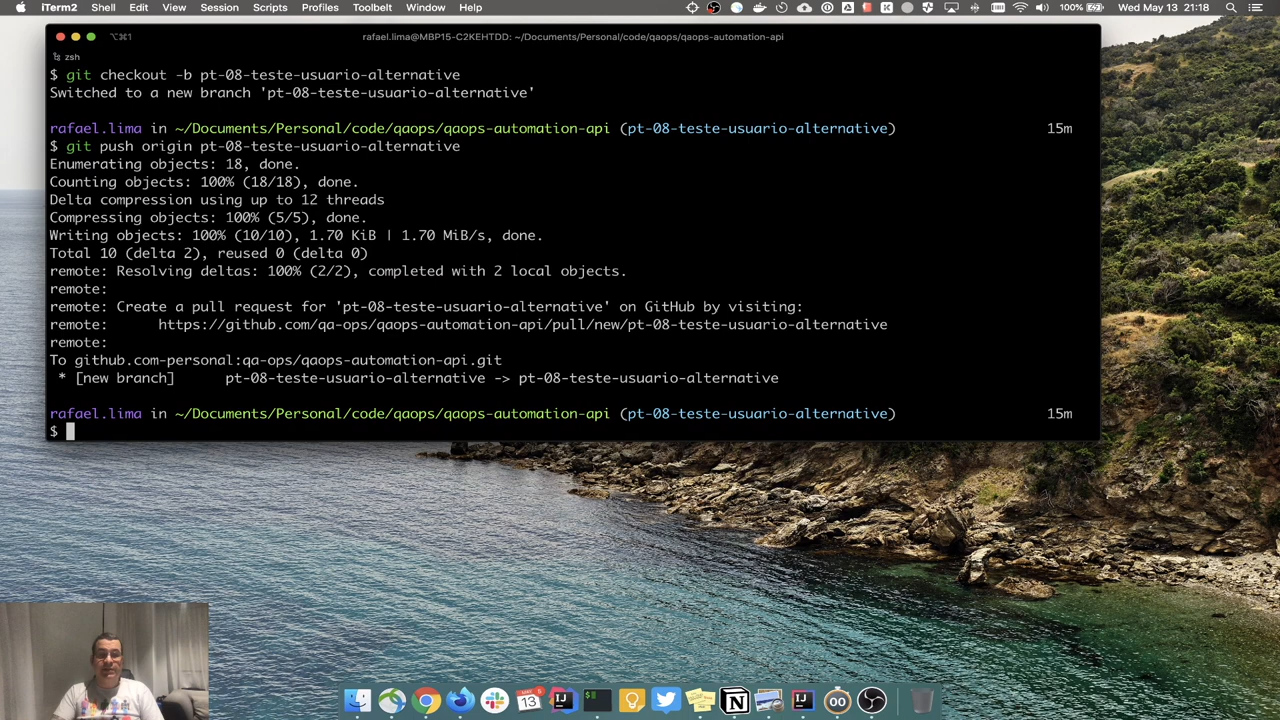 iTerm2 Shell Edit View Session Scripts Profiles Toolbelt Window Help 100% Wed May 13 21:18
⌥⌘1 rafael.lima@MBP15-C2KEHTDD: ~/Documents/Personal/code/qaops/qaops-automation-api
zsh
$ git checkout -b pt-08-teste-usuario-alternative
Switched to a new branch 'pt-08-teste-usuario-alternative'
rafael.lima in ~/Documents/Personal/code/qaops/qaops-automation-api (pt-08-teste-usuario-alternative) 15m
$ git push origin pt-08-teste-usuario-alternative
Enumerating objects: 18, done.
Counting objects: 100% (18/18), done.
Delta compression using up to 12 threads
Compressing objects: 100% (5/5), done.
Writing objects: 100% (10/10), 1.70 KiB | 1.70 MiB/s, done.
Total 10 (delta 2), reused 0 (delta 0)
remote: Resolving deltas: 100% (2/2), completed with 2 local objects.
remote:
remote: Create a pull request for 'pt-08-teste-usuario-alternative' on GitHub by visiting:
remote: https://github.com/qa-ops/qaops-automation-api/pull/new/pt-08-teste-usuario-alternative
remote:
To github.com-personal:qa-ops/qaops-automation-api.git
* [new branch] pt-08-teste-usuario-alternative -> pt-08-teste-usuario-alternative
rafael.lima in ~/Documents/Personal/code/qaops/qaops-automation-api (pt-08-teste-usuario-alternative) 15m
$